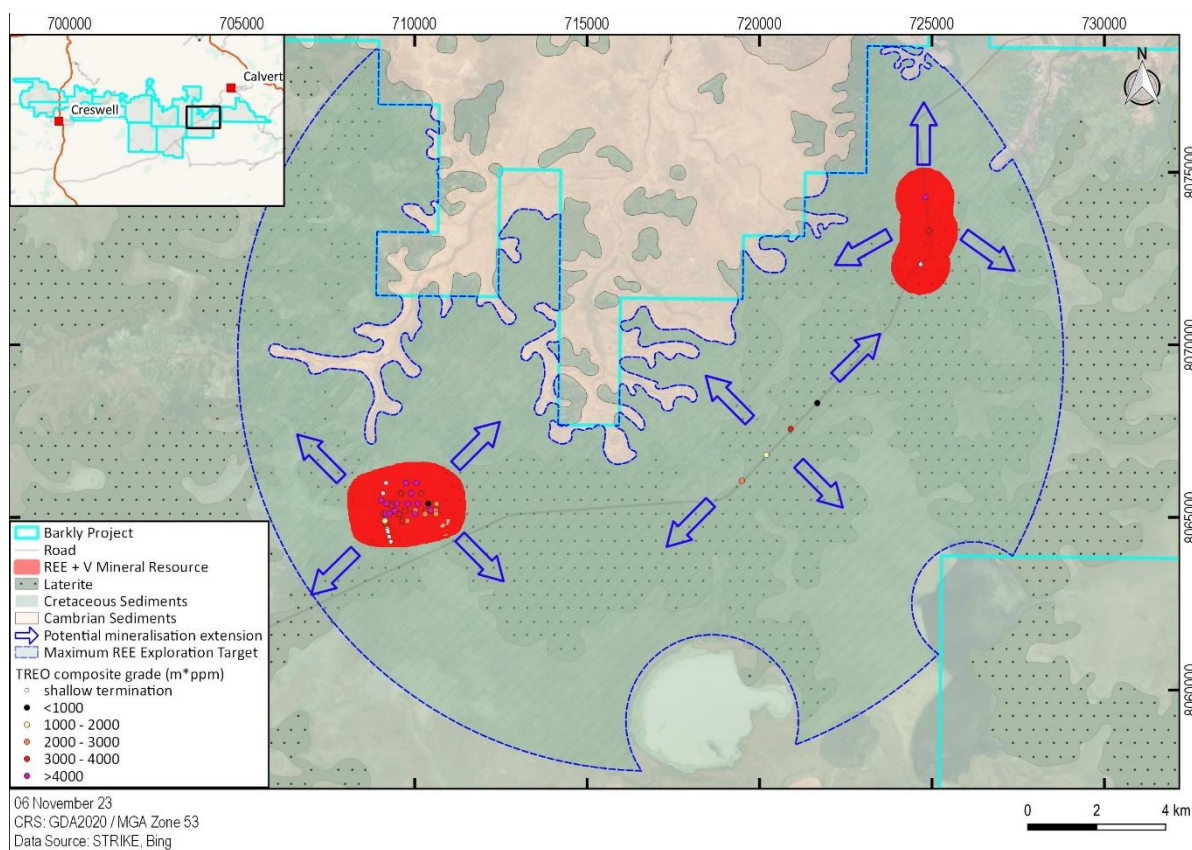 700000 705000 710000 715000 720000 725000 730000
Creswell
Calvert
N
8075000
8070000
8065000
8060000
Barkly Project
Road
REE + V Mineral Resource
Laterite
Cretaceous Sediments
Cambrian Sediments
Potential mineralisation extension
Maximum REE Exploration Target
TREO composite grade (m*ppm)
shallow termination
<1000
1000 - 2000
2000 - 3000
3000 - 4000
>4000
06 November 23
CRS: GDA2020 / MGA Zone 53
Data Source: STRIKE, Bing
0 2 4 km